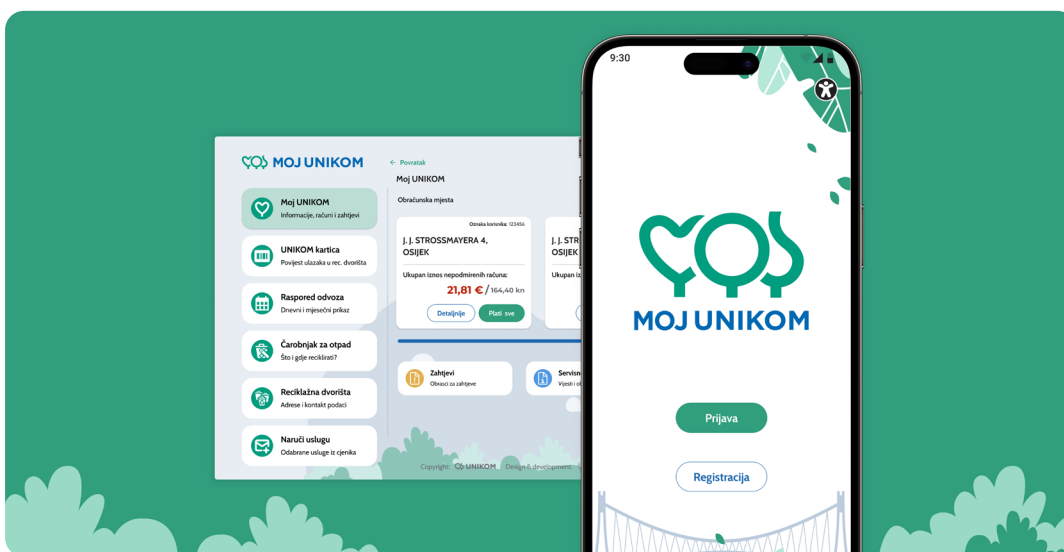 MOJ UNIKOM
Moj UNIKOM
Informacije, računi i zahtjevi
UNIKOM kartica
Povijest ulazaka u rec. dvorišta
Raspored odvoza
Dnevni i mjesečni prikaz
Čarobnjak za otpad
Što i gdje reciklirati?
Reciklažna dvorišta
Adrese i kontakt podaci
Naruči uslugu
Odabrane usluge iz cjenika
← Povratak
Moj UNIKOM
Obračunska mjesta
Oznaka korisnika: 123456
J. J. STROSSMAYERA 4,
OSIJEK
Ukupan iznos nepodmirenih računa:
21,81 € / 164,40 kn
Detaljnije
Plati sve
J. J. STR
OSIJEK
Ukupan iz
Zahtjevi
Obrasci za zahtjeve
Servisn
Vijesti i ob
Copyright: UNIKOM Design & development:
9:30
MOJ UNIKOM
Prijava
Registracija